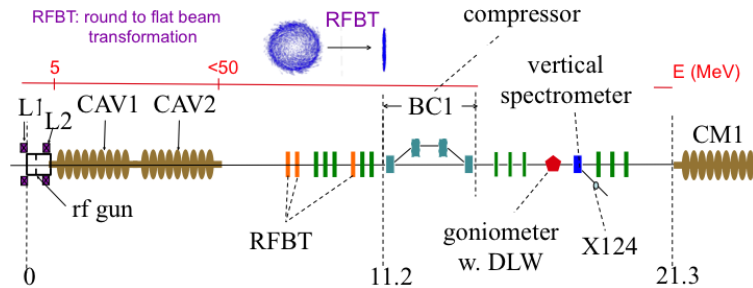 RFBT: round to flat beam
transformation
RFBT
compressor
5
<50
E (MeV)
L1
L2
CAV1
CAV2
BC1
vertical
spectrometer
CM1
rf gun
RFBT
goniometer
w. DLW
X124
0
11.2
21.3